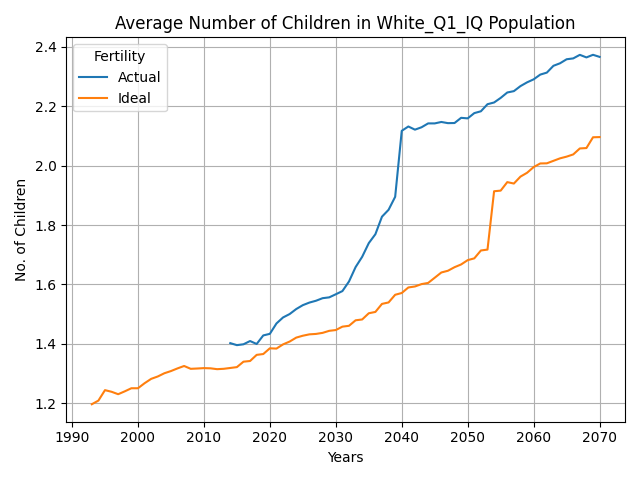 Average Number of Children in White_Q1_IQ Population
Fertility
Actual
Ideal
No. of Children
2.4
2.2
2.0
1.8
1.6
1.4
1.2
1990 2000 2010 2020 2030 2040 2050 2060 2070
Years